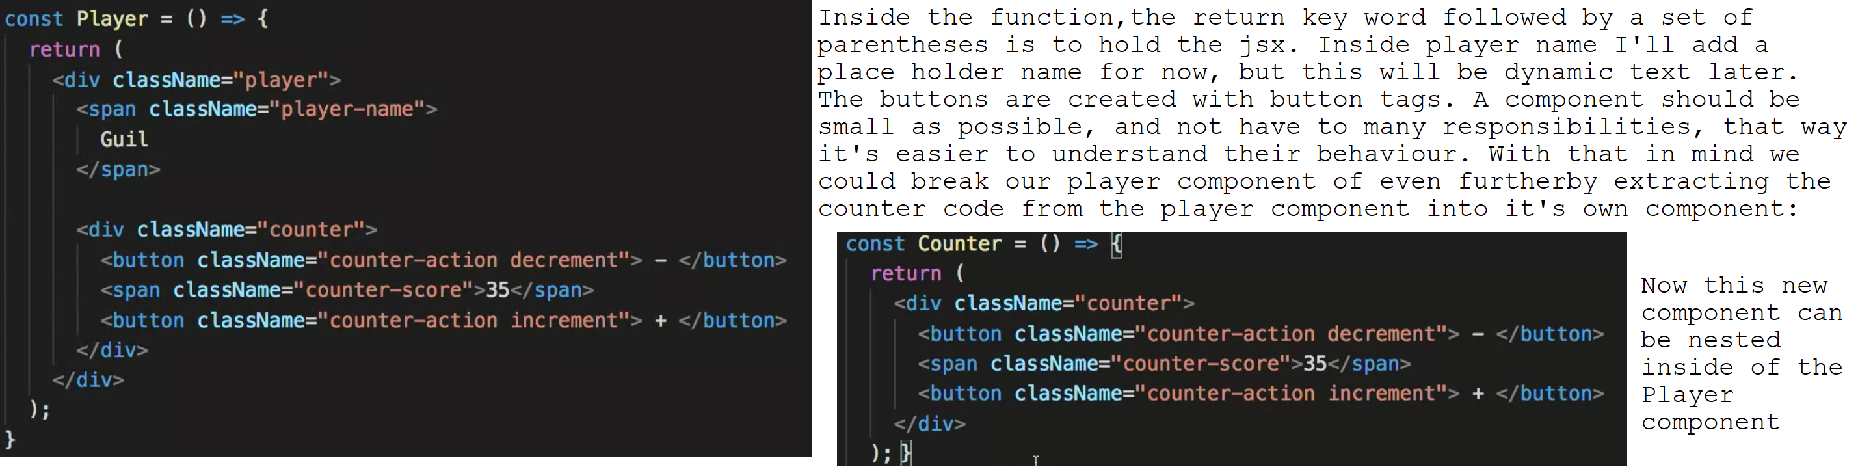 const Player = () => {
return (
<div className="player">
<span className="player-name">
Guil
</span>
<div className="counter">
<button className="counter-action decrement"> - </button>
<span className="counter-score">35</span>
<button className="counter-action increment"> + </button>
</div>
</div>
);
}
Inside the function,the return key word followed by a set of
parentheses is to hold the jsx. Inside player name I'll add a
place holder name for now, but this will be dynamic text later.
The buttons are created with button tags. A component should be
small as possible, and not have to many responsibilities, that way
it's easier to understand their behaviour. With that in mind we
could break our player component of even furtherby extracting the
counter code from the player component into it's own component:
const Counter = () => {
return (
<div className="counter">
<button className="counter-action decrement"> - </button>
<span className="counter-score">35</span>
<button className="counter-action increment"> + </button>
</div>
); }
Now this new
component can
be nested
inside of the
Player
component